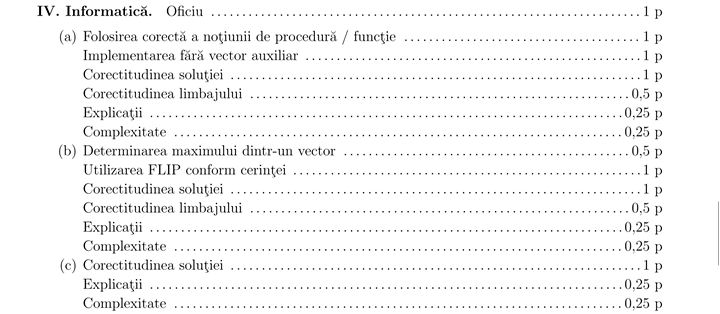 IV. Informatică. Oficiu ........ 1 p
(a) Folosirea corectă a noţiunii de procedură / funcţie ........ 1 p
Implementarea fără vector auxiliar ........ 1 p
Corectitudinea soluţiei ........ 1 p
Corectitudinea limbajului ........ 0,5 p
Explicaţii ........ 0,25 p
Complexitate ........ 0,25 p
(b) Determinarea maximului dintr-un vector ........ 0,5 p
Utilizarea FLIP conform cerinţei ........ 1 p
Corectitudinea soluţiei ........ 1 p
Corectitudinea limbajului ........ 0,5 p
Explicaţii ........ 0,25 p
Complexitate ........ 0,25 p
(c) Corectitudinea soluţiei ........ 1 p
Explicaţii ........ 0,25 p
Complexitate ........ 0,25 p